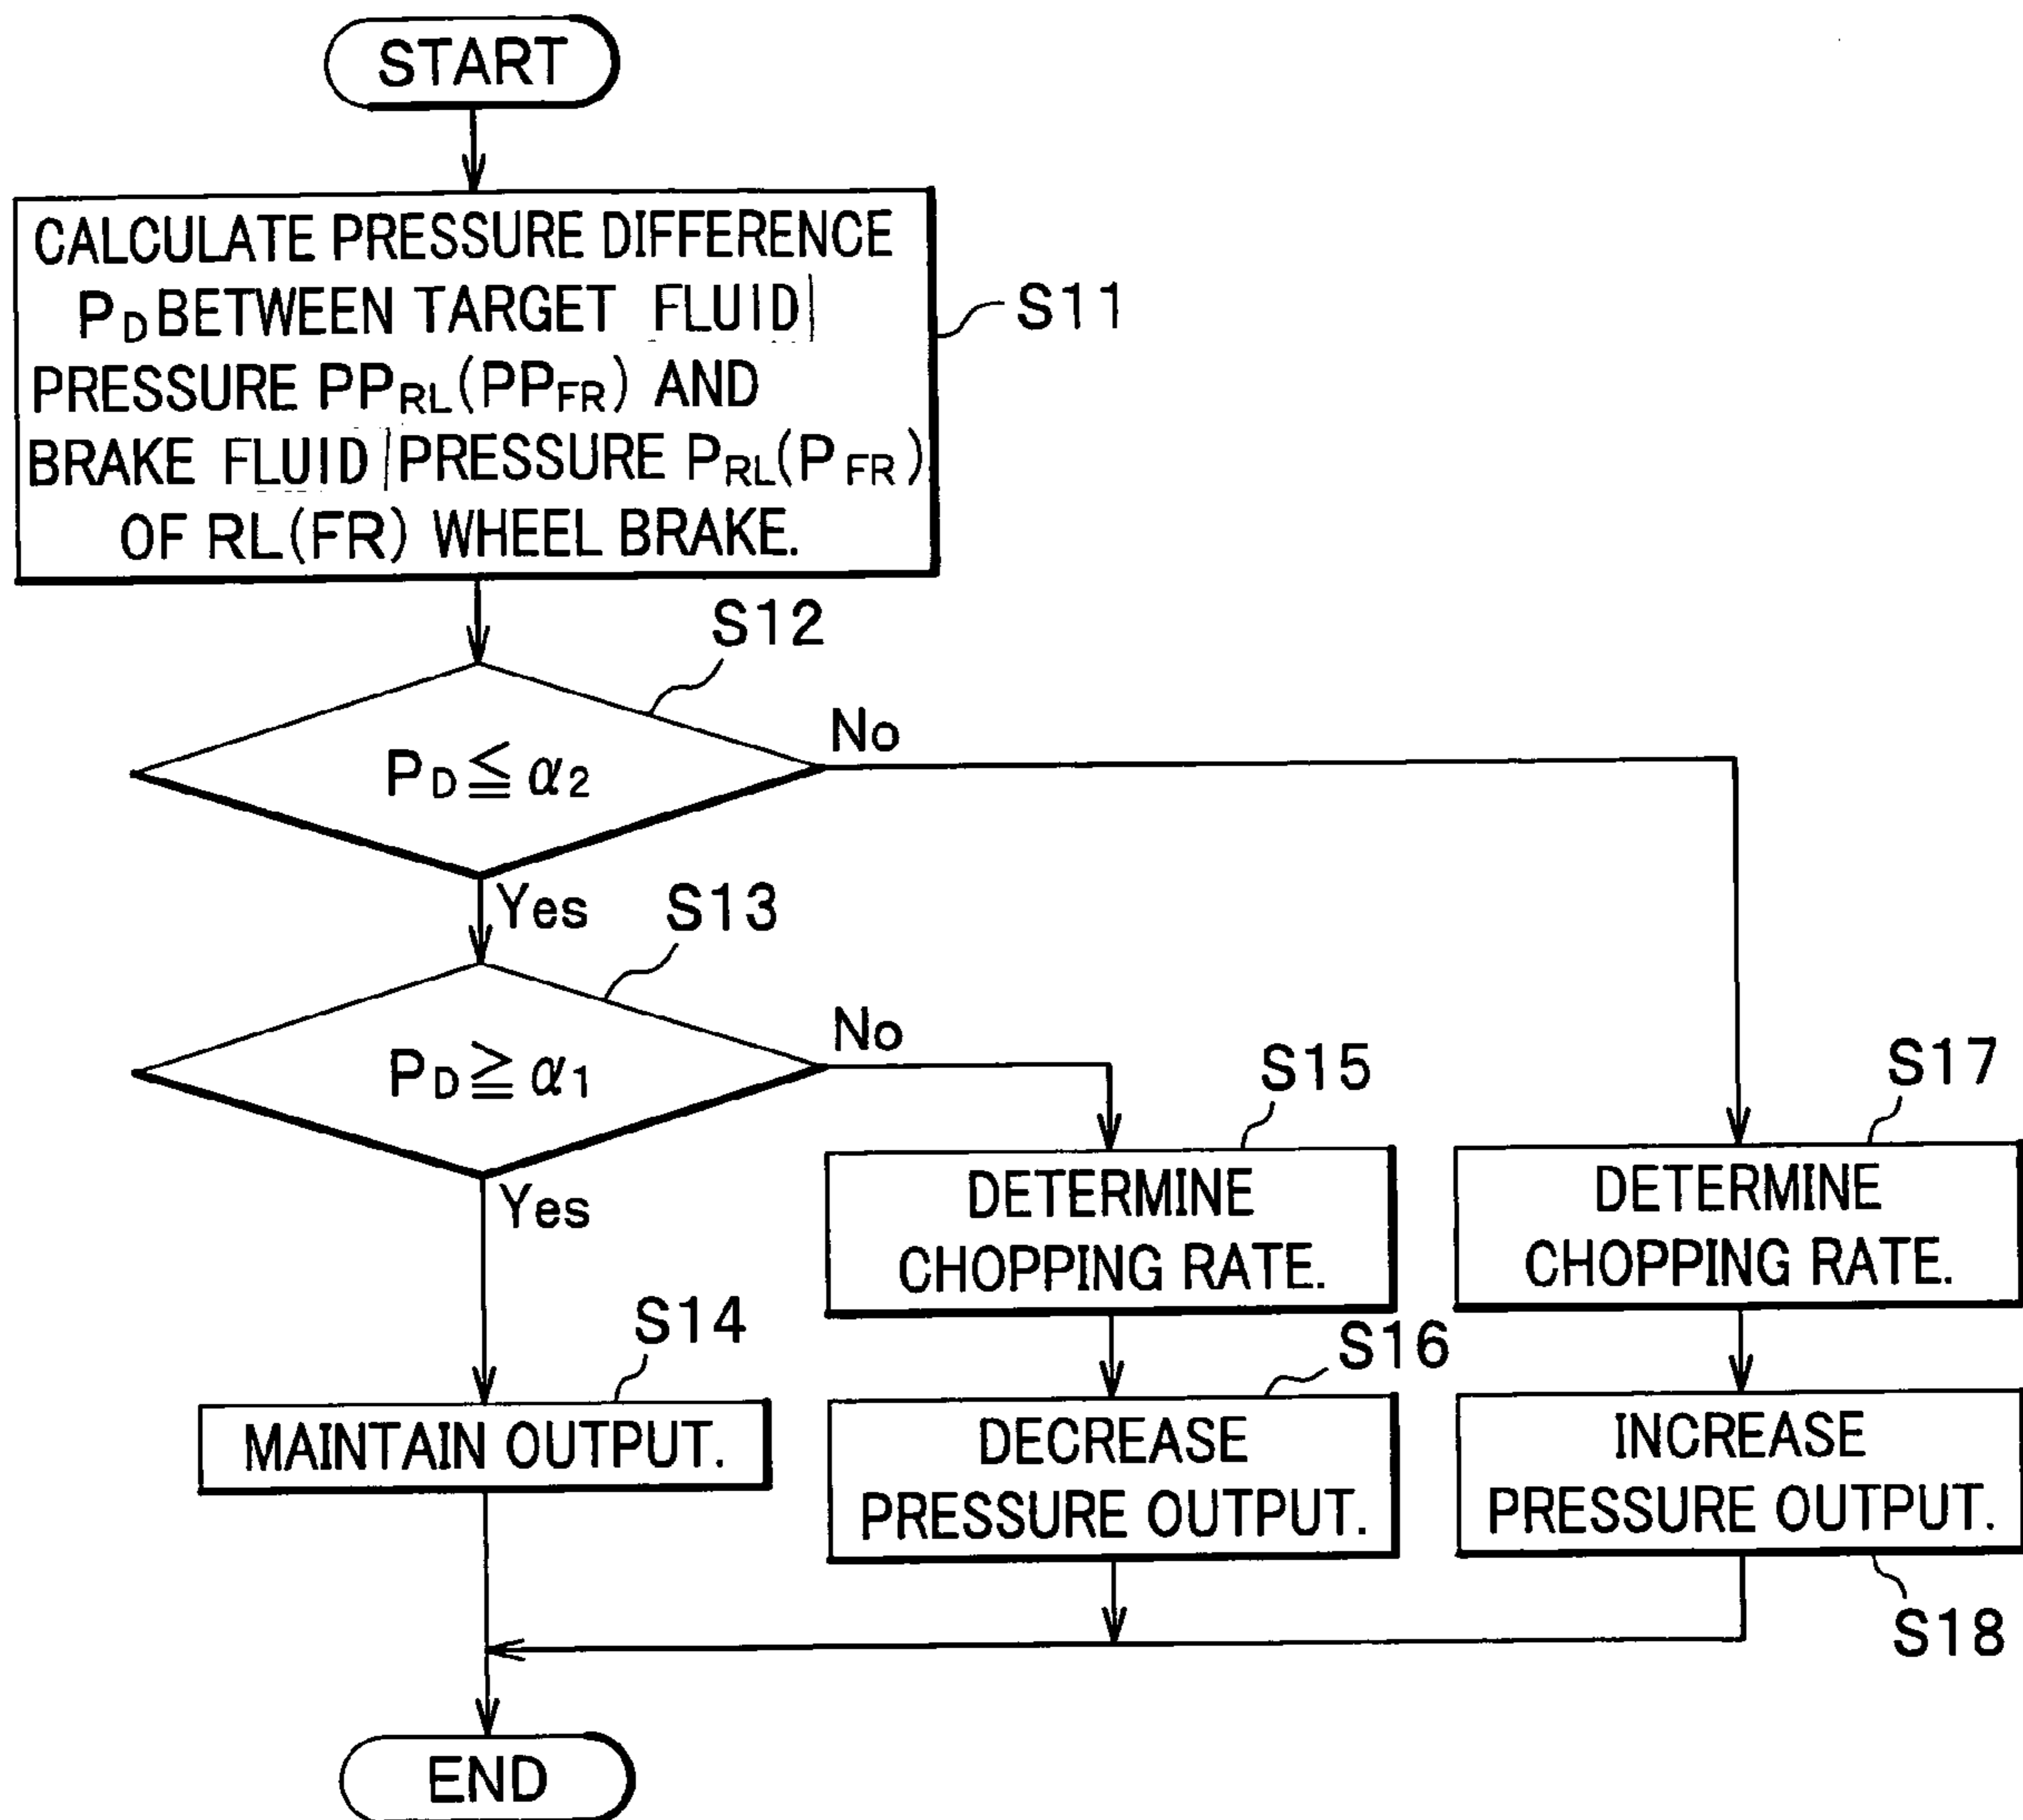 START
CALCULATE PRESSURE DIFFERENCE
PD BETWEEN TARGET FLUID
PRESSURE PPRL(PPFR) AND
BRAKE FLUID PRESSURE PRL(PFR)
OF RL(FR) WHEEL BRAKE.
S11
S12
PD≦α2
No
Yes
S13
PD≧α1
No
Yes
S14
MAINTAIN OUTPUT.
S15
DETERMINE
CHOPPING RATE.
S16
DECREASE
PRESSURE OUTPUT.
S17
DETERMINE
CHOPPING RATE.
INCREASE
PRESSURE OUTPUT.
S18
END